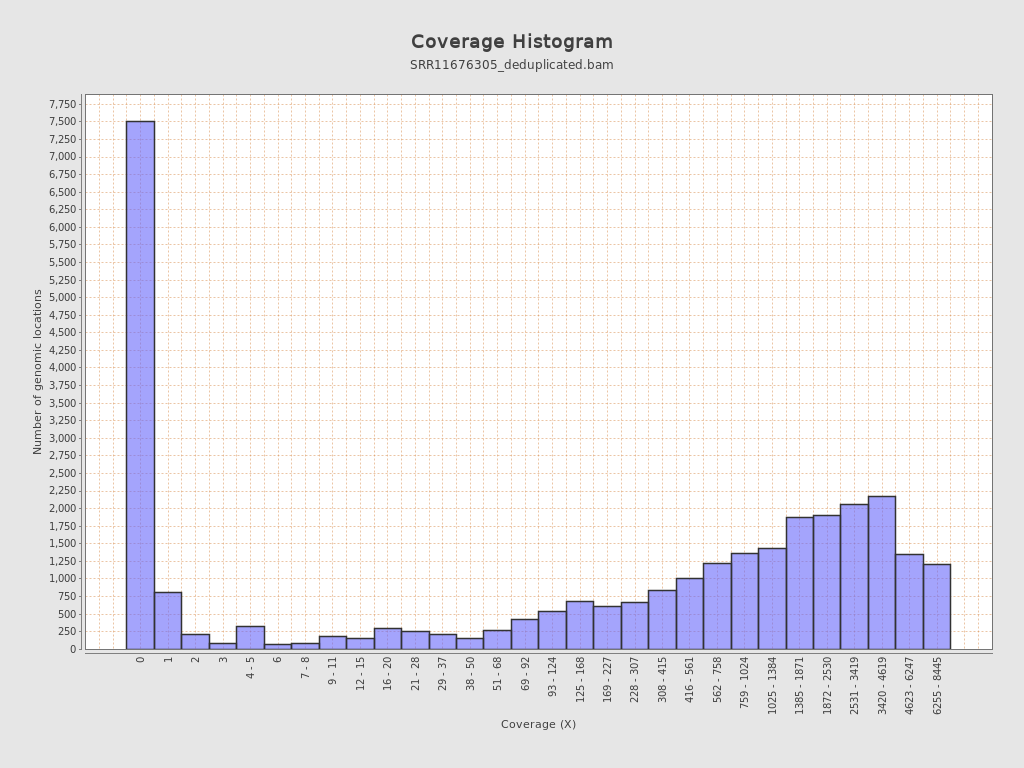 Coverage Histogram
SRR11676305_deduplicated.bam
Number of genomic locations
7,750
7,500
7,250
7,000
6,750
6,500
6,250
6,000
5,750
5,500
5,250
5,000
4,750
4,500
4,250
4,000
3,750
3,500
3,250
3,000
2,750
2,500
2,250
2,000
1,750
1,500
1,250
1,000
750
500
250
0
0
1
2
3
4 - 5
6
7 - 8
9 - 11
12 - 15
16 - 20
21 - 28
29 - 37
38 - 50
51 - 68
69 - 92
93 - 124
125 - 168
169 - 227
228 - 307
308 - 415
416 - 561
562 - 758
759 - 1024
1025 - 1384
1385 - 1871
1872 - 2530
2531 - 3419
3420 - 4619
4623 - 6247
6255 - 8445
Coverage (X)